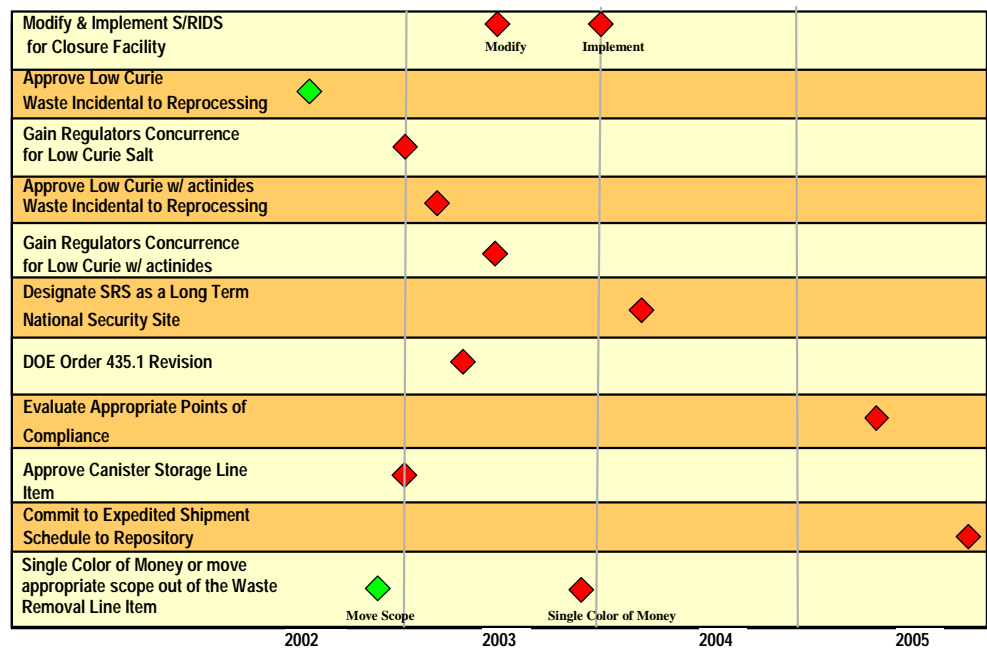 Modify & Implement S/RIDS
for Closure Facility
Modify
Implement
Approve Low Curie
Waste Incidental to Reprocessing
Gain Regulators Concurrence
for Low Curie Salt
Approve Low Curie w/ actinides
Waste Incidental to Reprocessing
Gain Regulators Concurrence
for Low Curie w/ actinides
Designate SRS as a Long Term
National Security Site
DOE Order 435.1 Revision
Evaluate Appropriate Points of
Compliance
Approve Canister Storage Line
Item
Commit to Expedited Shipment
Schedule to Repository
Single Color of Money or move
appropriate scope out of the Waste
Removal Line Item
Move Scope
Single Color of Money
2002
2003
2004
2005